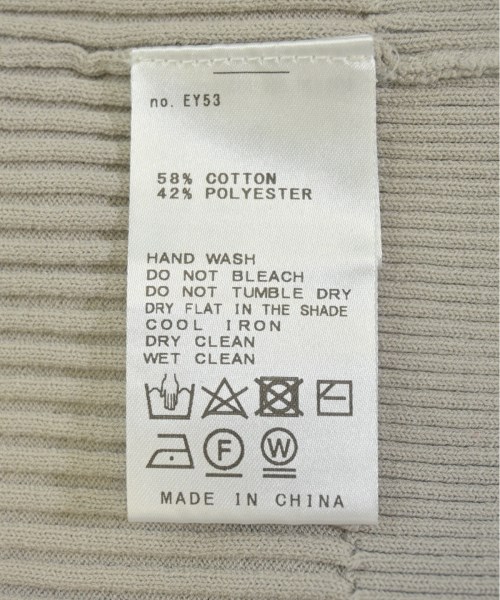 no. EY53
58% COTTON
42% POLYESTER
HAND WASH
DO NOT BLEACH
DO NOT TUMBLE DRY
DRY FLAT IN THE SHADE
COOL IRON
DRY CLEAN
WET CLEAN
F W
MADE IN CHINA